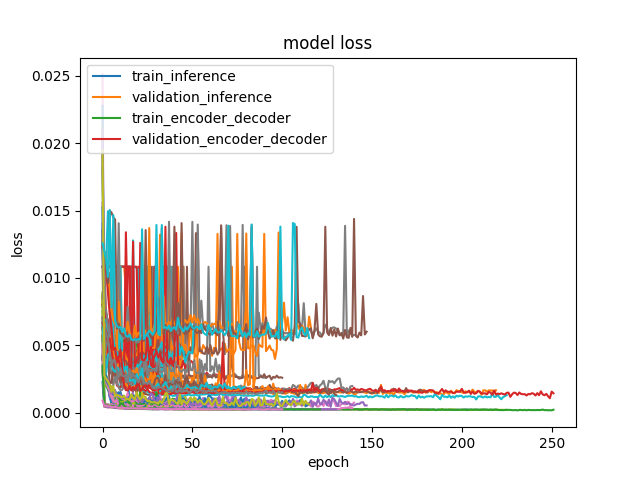 model loss
train_inference
validation_inference
train_encoder_decoder
validation_encoder_decoder
0.025
0.020
0.015
0.010
0.005
0.000
loss
0 50 100 150 200 250
epoch